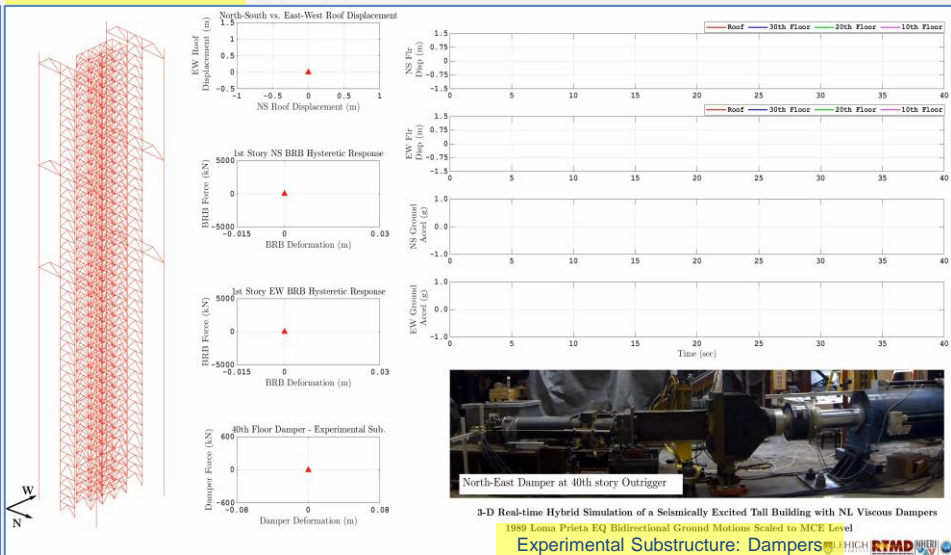 North-South vs. East-West Roof Displacement
EW Roof
Displacement (m)
1.5
1
0.5
0
-0.5
-1
-0.5
0
0.5
1
NS Roof Displacement (m)
1st Story NS BRB Hysteretic Response
BRB Force (kN)
5000
0
-5000
-0.015
0
0.03
BRB Deformation (m)
1st Story EW BRB Hysteretic Response
BRB Force (kN)
5000
0
-5000
-0.015
0
0.03
BRB Deformation (m)
40th Floor Damper - Experimental Sub.
Damper Force (kN)
600
0
-600
-0.08
0
0.08
Damper Deformation (m)
W
N
Roof 30th Floor 20th Floor 10th Floor
NS Flr
Disp (m)
1.5
0.75
0
-0.75
-1.5
0 5 10 15 20 25 30 35 40
Roof 30th Floor 20th Floor 10th Floor
EW Flr
Disp (m)
1.5
0.75
0
-0.75
-1.5
0 5 10 15 20 25 30 35 40
NS Ground
Accel (g)
1.0
0.0
-1.0
0 5 10 15 20 25 30 35 40
EW Ground
Accel (g)
1.0
0.0
-1.0
0 5 10 15 20 25 30 35 40
Time (sec)
North-East Damper at 40th story Outrigger
3-D Real-time Hybrid Simulation of a Seismically Excited Tall Building with NL Viscous Dampers
1989 Loma Prieta EQ Bidirectional Ground Motions Scaled to MCE Level
Experimental Substructure: Dampers
LEHIGH RTMD NHERI